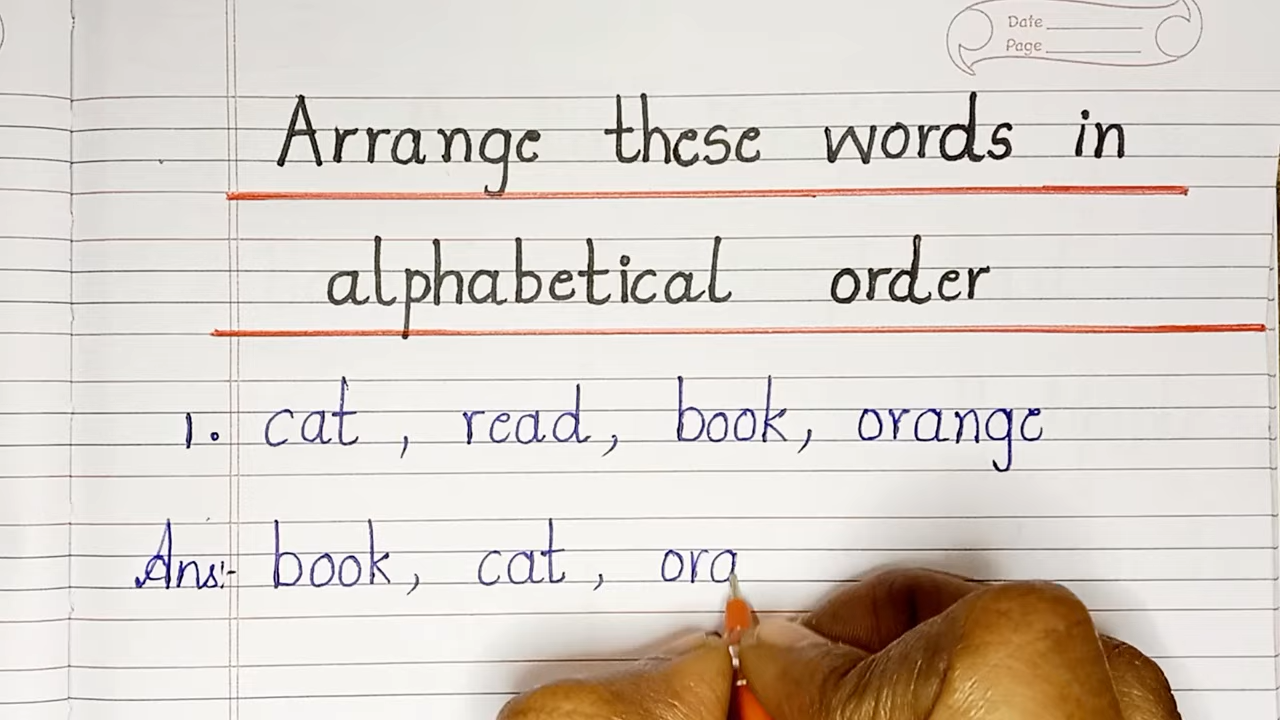 Date
Page
Arrange these words in
alphabetical order
1. cat, read, book, orange
Ans:- book, cat, ora